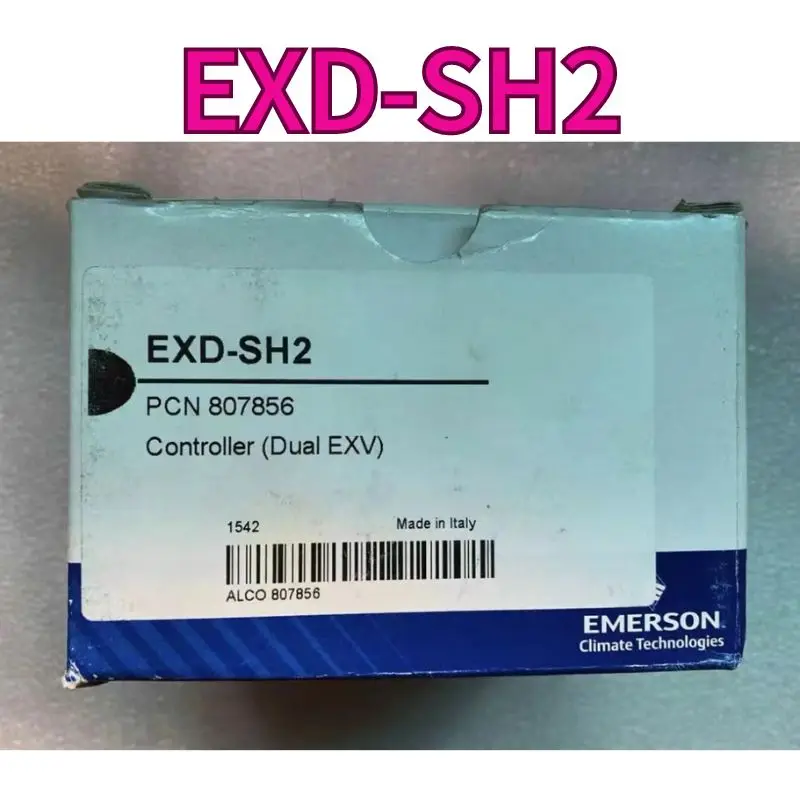 EXD-SH2
EXD-SH2
PCN 807856
Controller (Dual EXV)
1542 Made in Italy
ALCO 807856
EMERSON
Climate Technologies